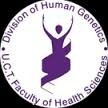 Division of Human Genetics
U.C.T. Faculty of Health Sciences